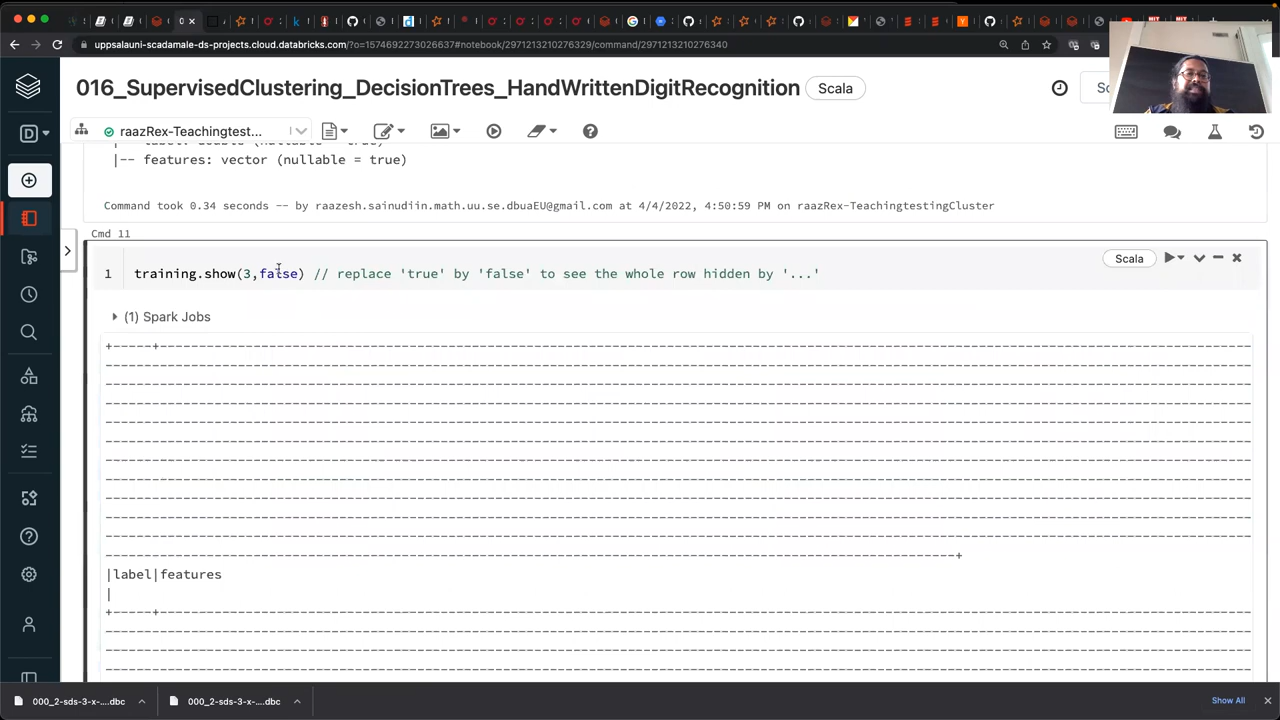 uppsalauni-scadamale-ds-projects.cloud.databricks.com/?o=1574692273026637#notebook/2971213210276329/command/2971213210276340
016_SupervisedClustering_DecisionTrees_HandWrittenDigitRecognition
Scala
raazRex-Teachingtest...
|-- features: vector (nullable = true)
Command took 0.34 seconds -- by raazesh.sainudiin.math.uu.se.dbuaEU@gmail.com at 4/4/2022, 4:50:59 PM on raazRex-TeachingtestingCluster
Cmd 11
1 training.show(3,false) // replace 'true' by 'false' to see the whole row hidden by '...'
Scala
(1) Spark Jobs
|label|features
|
000_2-sds-3-x-....dbc
000_2-sds-3-x-....dbc
Show All